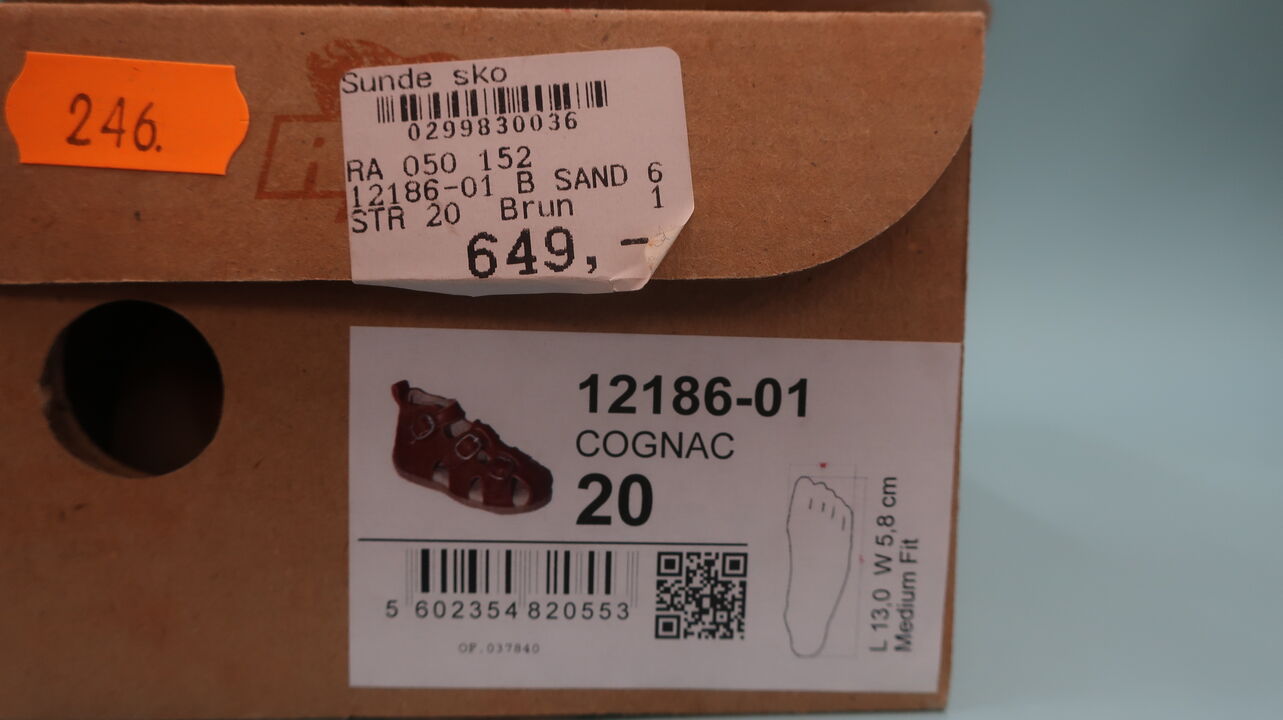 246.
Sunde sko
0299830036
RA 050 152
12186-01 B SAND 6
STR 20 Brun 1
649,-
12186-01
COGNAC
20
5 602354 820553
OF.037840
L 13,0 W 5,8 cm
Medium Fit